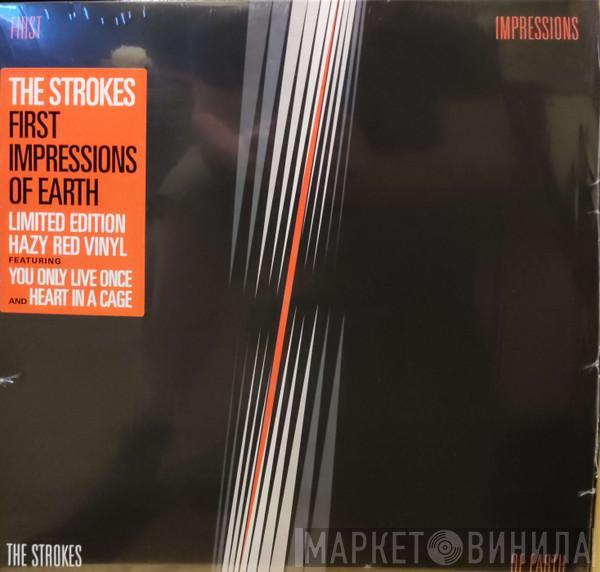 FIRST
IMPRESSIONS
THE STROKES
FIRST
IMPRESSIONS
OF EARTH
LIMITED EDITION
HAZY RED VINYL
FEATURING
YOU ONLY LIVE ONCE
AND HEART IN A CAGE
THE STROKES
OF EARTH
МАРКЕТ ВИНИЛА